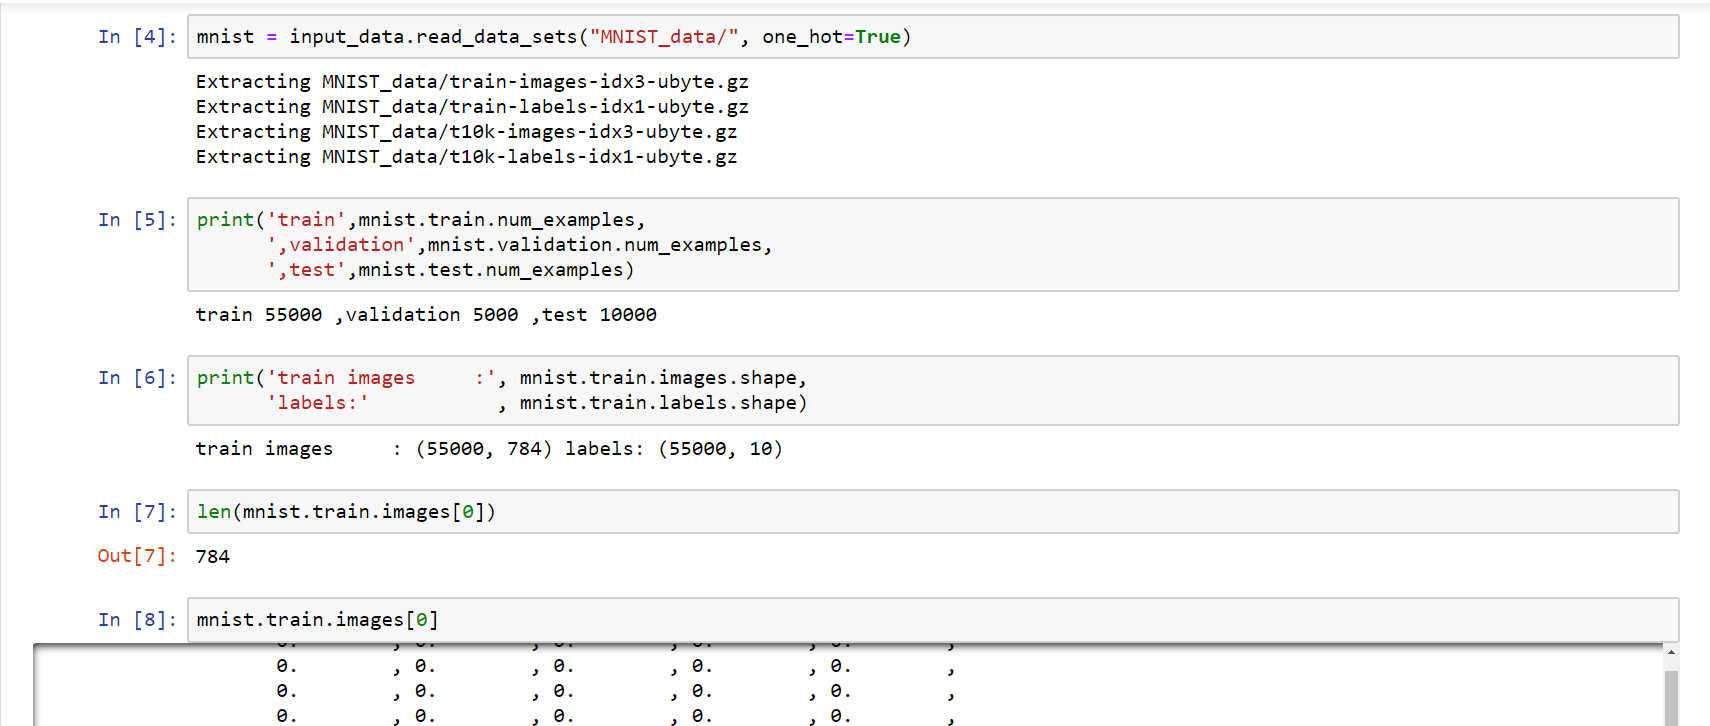 In [4]: mnist = input_data.read_data_sets("MNIST_data/", one_hot=True)
Extracting MNIST_data/train-images-idx3-ubyte.gz
Extracting MNIST_data/train-labels-idx1-ubyte.gz
Extracting MNIST_data/t10k-images-idx3-ubyte.gz
Extracting MNIST_data/t10k-labels-idx1-ubyte.gz
In [5]: print('train',mnist.train.num_examples,
',validation',mnist.validation.num_examples,
',test',mnist.test.num_examples)
train 55000 ,validation 5000 ,test 10000
In [6]: print('train images     :', mnist.train.images.shape,
'labels:'           , mnist.train.labels.shape)
train images     : (55000, 784) labels: (55000, 10)
In [7]: len(mnist.train.images[0])
Out[7]: 784
In [8]: mnist.train.images[0]
0.        , 0.        , 0.        , 0.        , 0.        ,
0.        , 0.        , 0.        , 0.        , 0.        ,
0.        , 0.        , 0.        , 0.        , 0.        ,